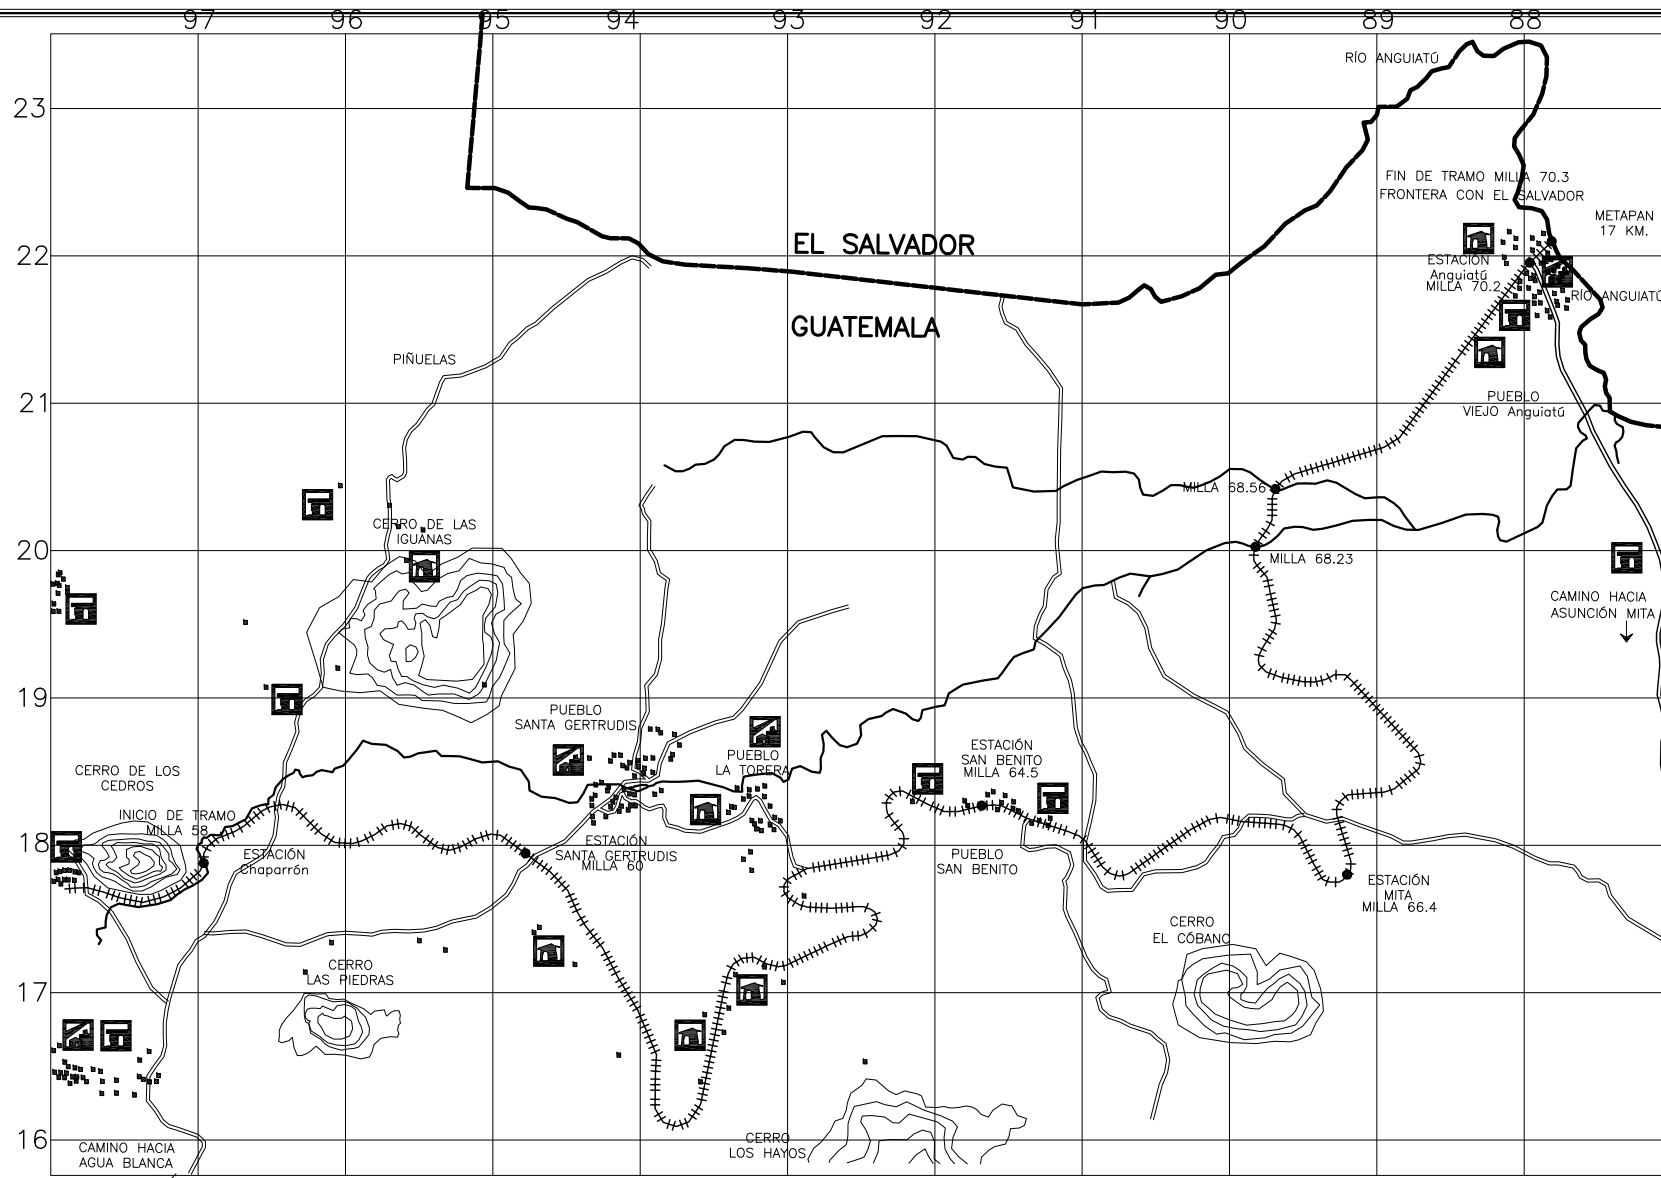 97 96 95 94 93 92 91 90 89 88
RÍO ANGUIATÚ
23
FIN DE TRAMO MILLA 70.3
FRONTERA CON EL SALVADOR
METAPAN
17 KM.
EL SALVADOR
22
ESTACIÓN
Anguiatú
MILLA 70.2
RÍO ANGUIATÚ
GUATEMALA
PIÑUELAS
21
PUEBLO
VIEJO Anguiatú
MILLA 68.56
CERRO DE LAS
IGUANAS
20
MILLA 68.23
CAMINO HACIA
ASUNCIÓN MITA
19
PUEBLO
SANTA GERTRUDIS
PUEBLO
LA TORERA
ESTACIÓN
SAN BENITO
MILLA 64.5
CERRO DE LOS
CEDROS
INICIO DE TRAMO
MILLA 58
18
ESTACIÓN
Chaparrón
ESTACIÓN
SANTA GERTRUDIS
MILLA 60
PUEBLO
SAN BENITO
ESTACIÓN
MITA
MILLA 66.4
CERRO
EL CÓBANO
CERRO
LAS PIEDRAS
17
16
CAMINO HACIA
AGUA BLANCA
CERRO
LOS HAYOS